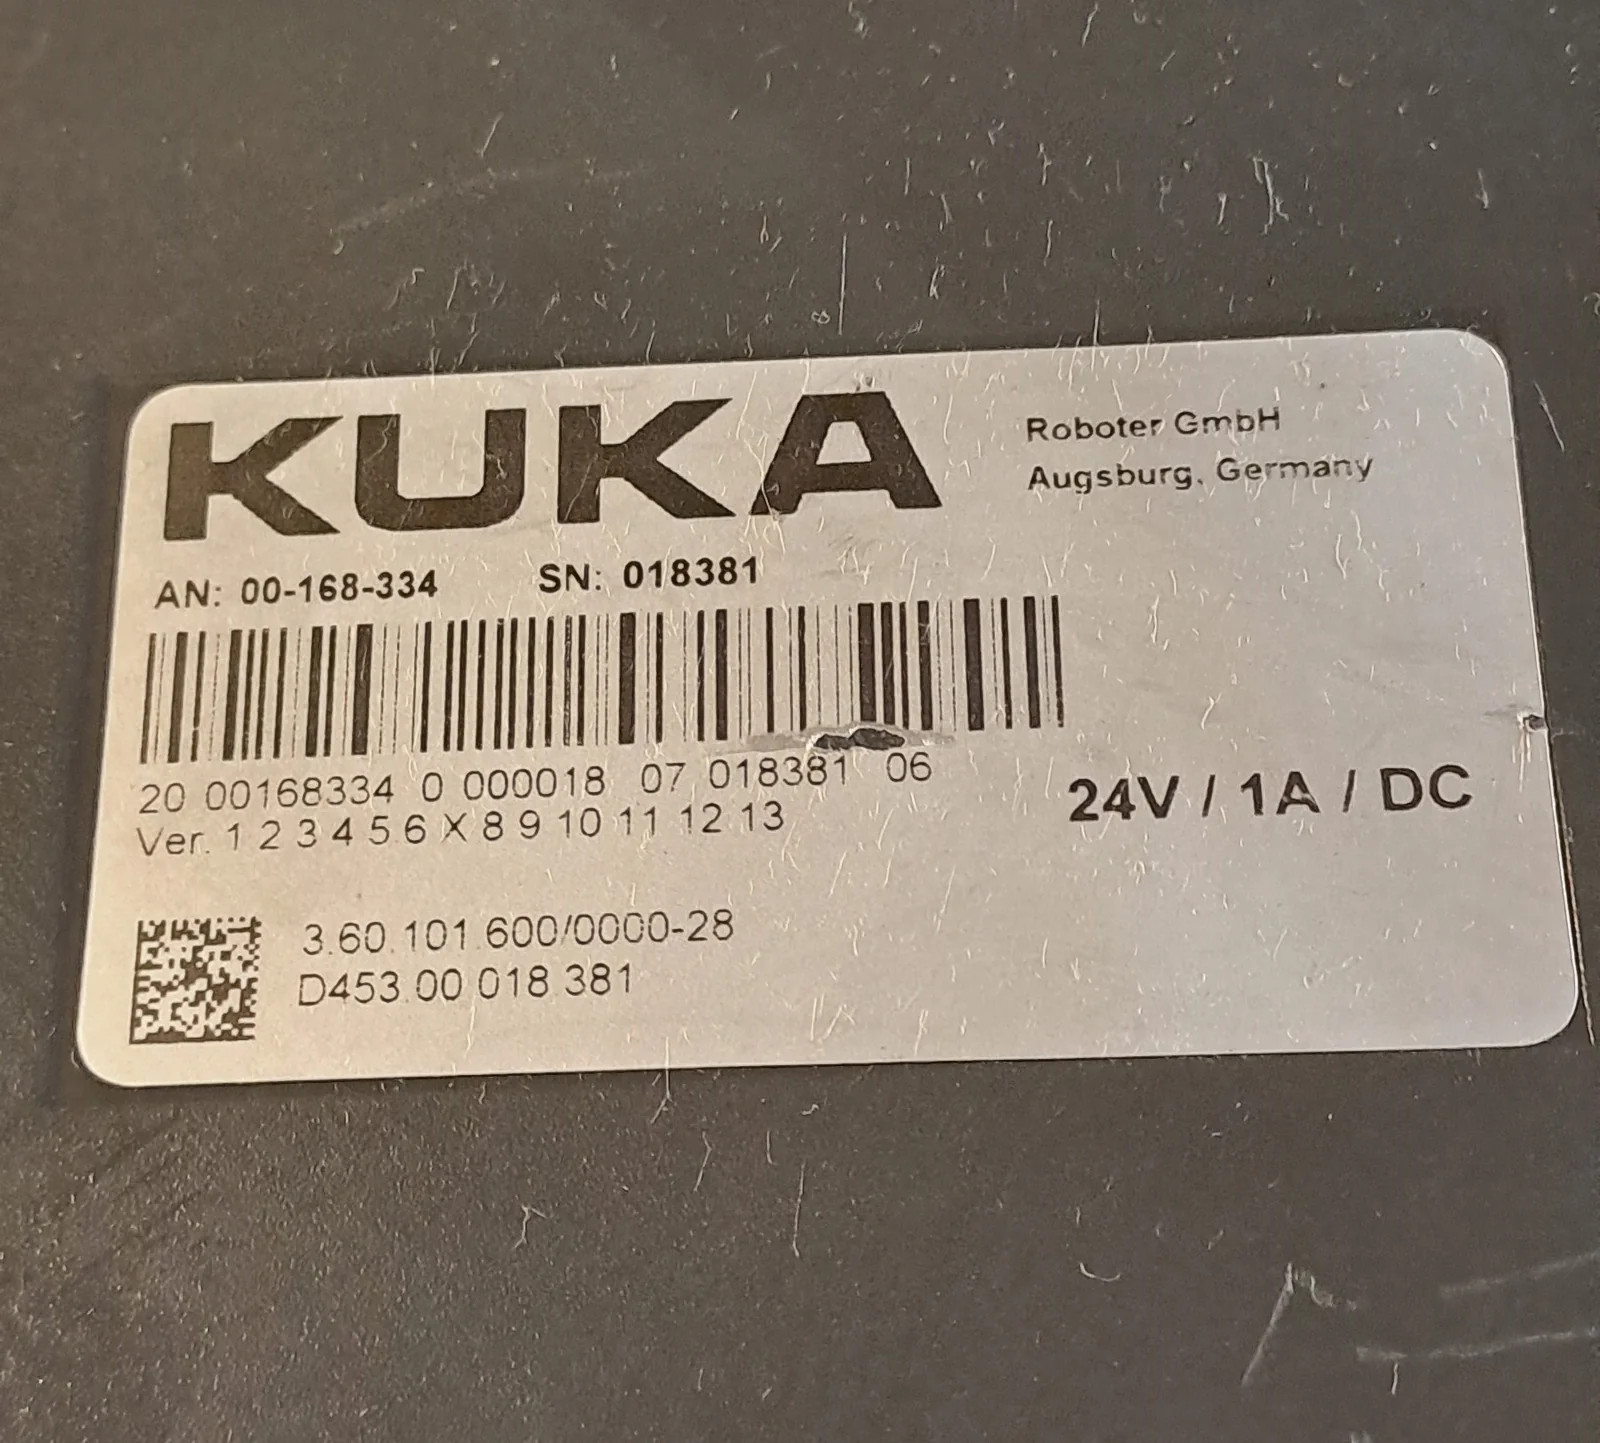 KUKA
Roboter GmbH
Augsburg, Germany
AN: 00-168-334 SN: 018381
20 00168334 0 000018 07 018381 06
Ver. 1 2 3 4 5 6 X 8 9 10 11 12 13
24V / 1A / DC
3.60.101.600/0000-28
D453.00 018 381